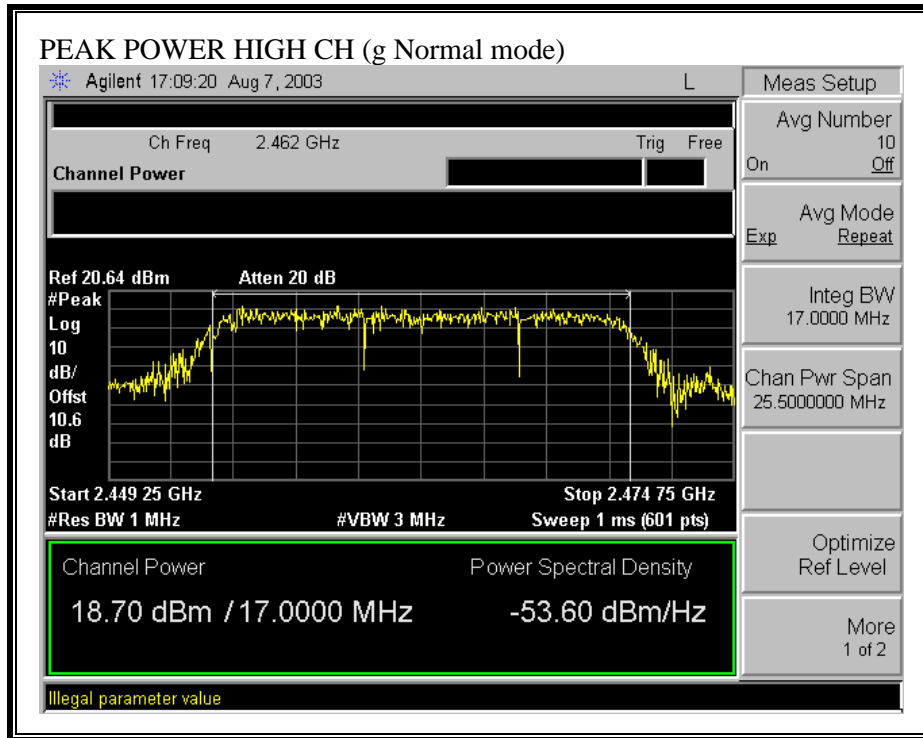 PEAK POWER HIGH CH (g Normal mode)
Agilent 17:09:20 Aug 7, 2003 L
Ch Freq 2.462 GHz Trig Free
Channel Power
Ref 20.64 dBm Atten 20 dB
#Peak
Log
10
dB/
Offst
10.6
dB
Start 2.449 25 GHz Stop 2.474 75 GHz
#Res BW 1 MHz #VBW 3 MHz Sweep 1 ms (601 pts)
Channel Power Power Spectral Density
18.70 dBm / 17.0000 MHz -53.60 dBm/Hz
Illegal parameter value
Meas Setup
Avg Number
10
On Off
Avg Mode
Exp Repeat
Integ BW
17.0000 MHz
Chan Pwr Span
25.5000000 MHz
Optimize
Ref Level
More
1 of 2